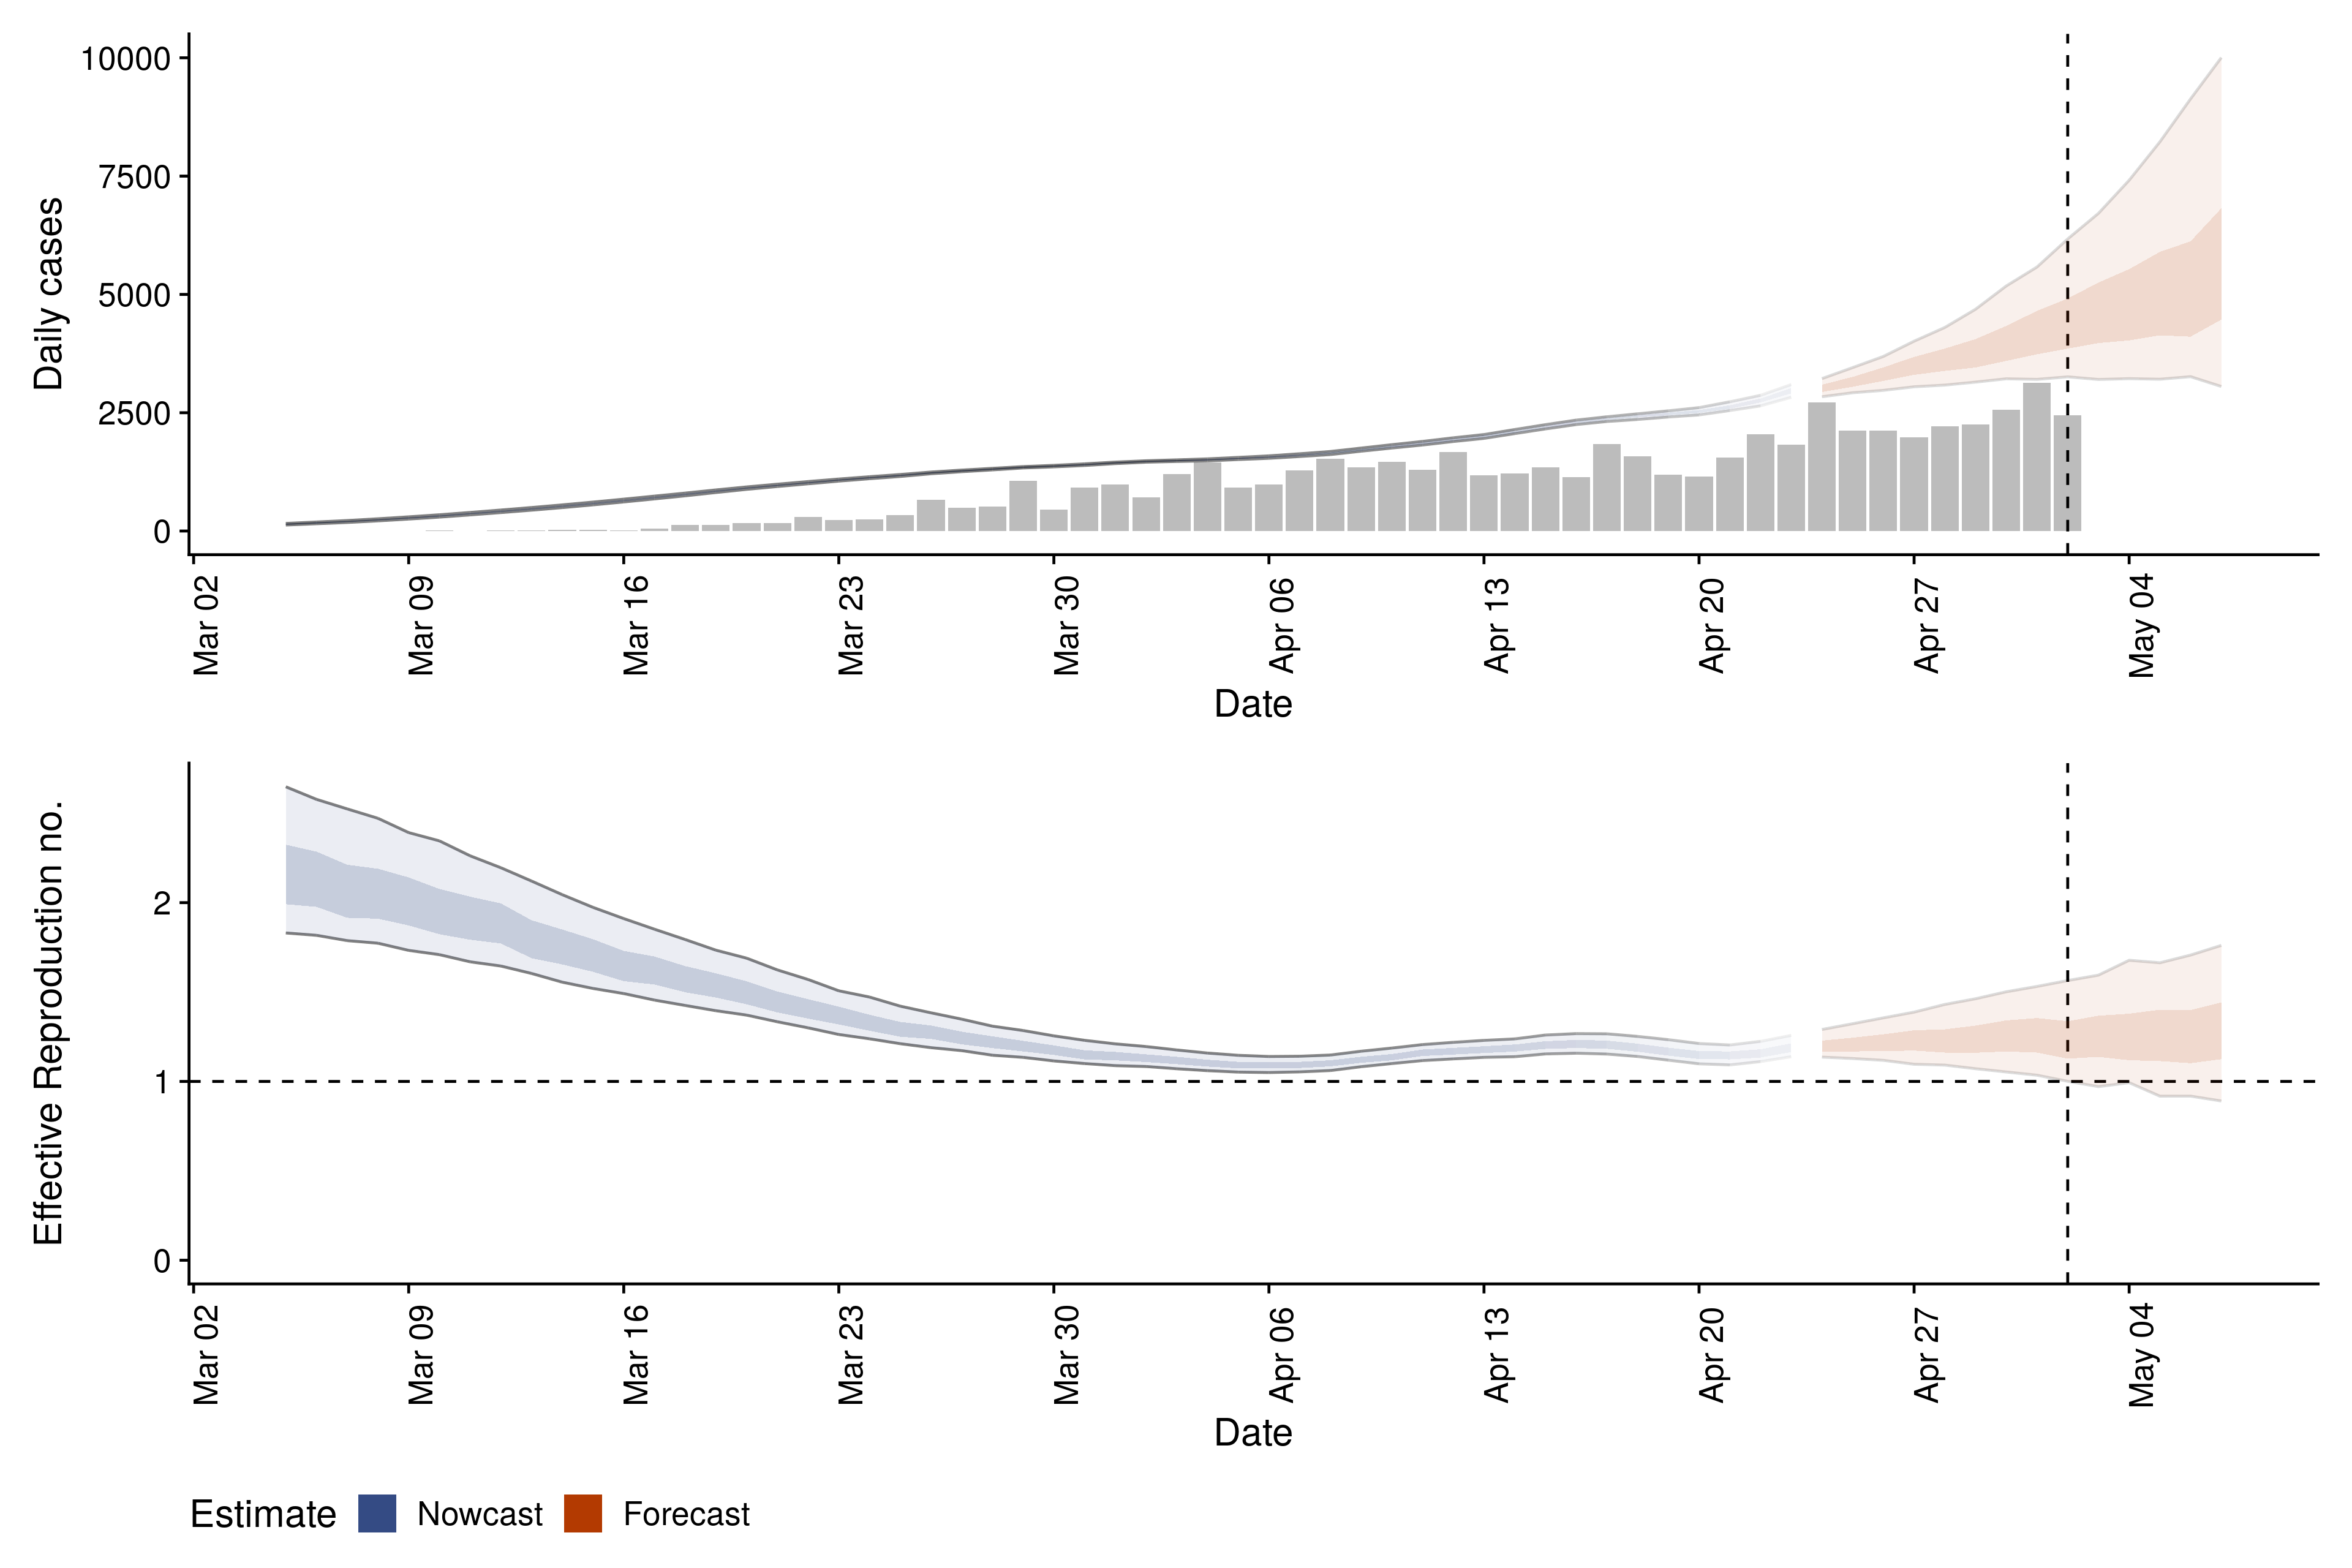 Daily cases
10000
7500
5000
2500
0
Mar 02
Mar 09
Mar 16
Mar 23
Mar 30
Apr 06
Apr 13
Apr 20
Apr 27
May 04
Date
Effective Reproduction no.
2
1
0
Mar 02
Mar 09
Mar 16
Mar 23
Mar 30
Apr 06
Apr 13
Apr 20
Apr 27
May 04
Date
Estimate Nowcast Forecast